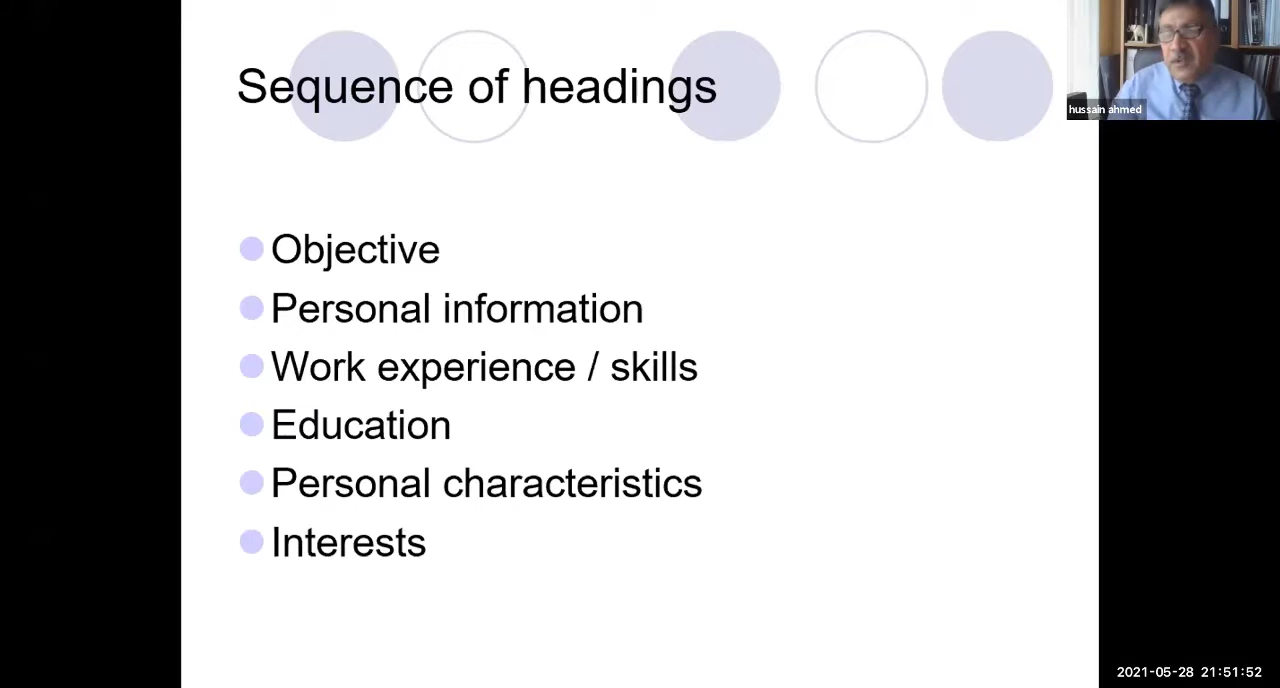 Sequence of headings
hussain ahmed
Objective
Personal information
Work experience / skills
Education
Personal characteristics
Interests
2021-05-28 21:51:52